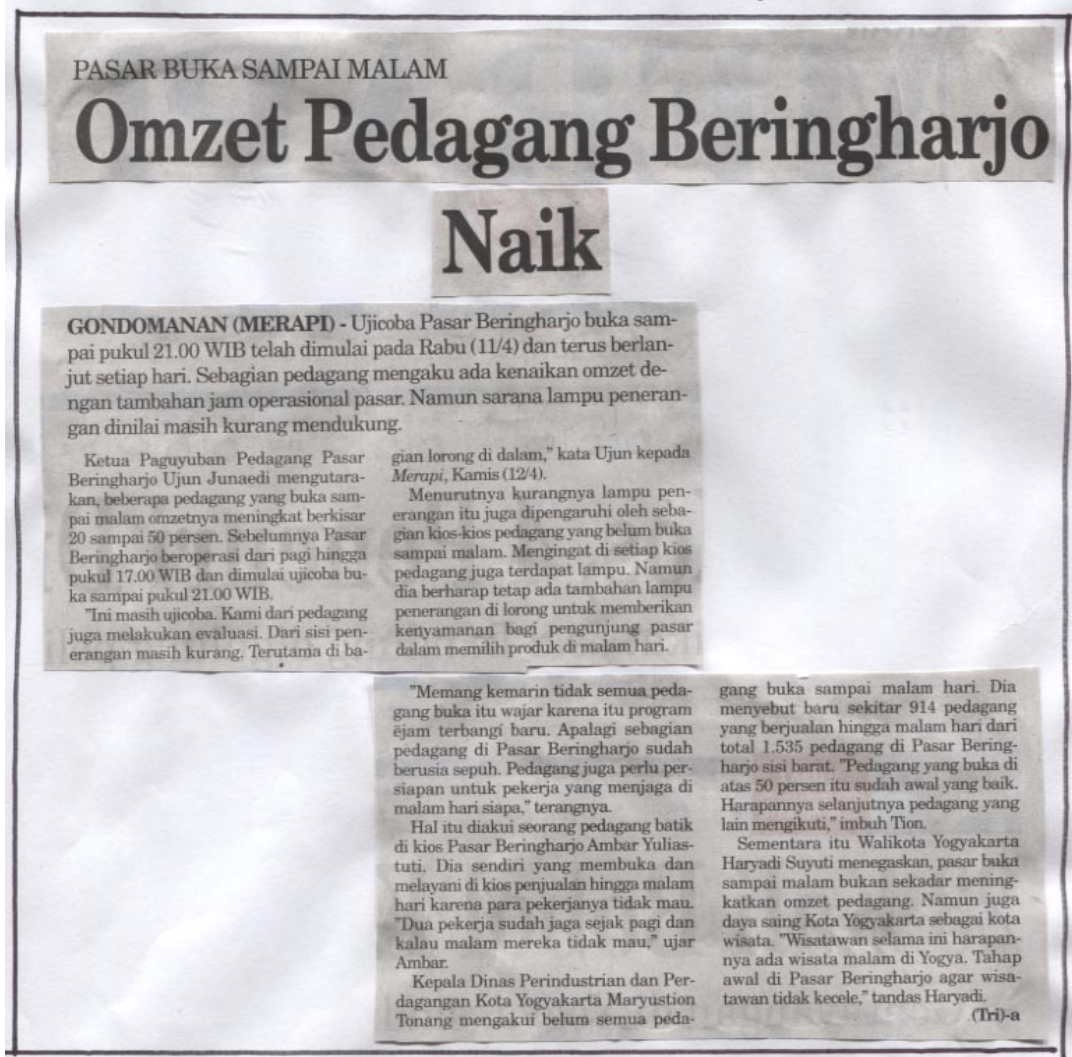 PASAR BUKA SAMPAI MALAM
Omzet Pedagang Beringharjo
Naik
GONDOMANAN (MERAPI) - Ujicoba Pasar Beringharjo buka sam-
pai pukul 21.00 WIB telah dimulai pada Rabu (11/4) dan terus berlan-
jut setiap hari. Sebagian pedagang mengaku ada kenaikan omzet de-
ngan tambahan jam operasional pasar. Namun sarana lampu peneran-
gan dinilai masih kurang mendukung.
Ketua Paguyuban Pedagang Pasar
Beringharjo Ujun Junaedi mengutara-
kan, beberapa pedagang yang buka sam-
pai malam omzetnya meningkat berkisar
20 sampai 50 persen. Sebelumnya Pasar
Beringharjo beroperasi dari pagi hingga
pukul 17.00 WIB dan dimulai ujicoba bu-
ka sampai pukul 21.00 WIB.
"Ini masih ujicoba. Kami dari pedagang
juga melakukan evaluasi. Dari sisi pen-
erangan masih kurang. Terutama di ba-
gian lorong di dalam," kata Ujun kepada
Merapi, Kamis (12/4).
Menurutnya kurangnya lampu pen-
erangan itu juga dipengaruhi oleh seba-
gian kios-kios pedagang yang belum buka
sampai malam. Mengingat di setiap kios
pedagang juga terdapat lampu. Namun
dia berharap tetap ada tambahan lampu
penerangan di lorong untuk memberikan
kenyamanan bagi pengunjung pasar
dalam memilih produk di malam hari.
"Memang kemarin tidak semua peda-
gang buka itu wajar karena itu program
ëjam terbangí baru. Apalagi sebagian
pedagang di Pasar Beringharjo sudah
berusia sepuh. Pedagang juga perlu per-
siapan untuk pekerja yang menjaga di
malam hari siapa," terangnya.
Hal itu diakui seorang pedagang batik
di kios Pasar Beringharjo Ambar Yulias-
tuti. Dia sendiri yang membuka dan
melayani di kios penjualan hingga malam
hari karena para pekerjanya tidak mau.
"Dua pekerja sudah jaga sejak pagi dan
kalau malam mereka tidak mau," ujar
Ambar.
Kepala Dinas Perindustrian dan Per-
dagangan Kota Yogyakarta Maryustion
Tonang mengakui belum semua peda-
gang buka sampai malam hari. Dia
menyebut baru sekitar 914 pedagang
yang berjualan hingga malam hari dari
total 1.535 pedagang di Pasar Bering-
harjo sisi barat. "Pedagang yang buka di
atas 50 persen itu sudah awal yang baik.
Harapannya selanjutnya pedagang yang
lain mengikuti," imbuh Tion.
Sementara itu Walikota Yogyakarta
Haryadi Suyuti menegaskan, pasar buka
sampai malam bukan sekadar mening-
katkan omzet pedagang. Namun juga
daya saing Kota Yogyakarta sebagai kota
wisata. "Wisatawan selama ini harapan-
nya ada wisata malam di Yogya. Tahap
awal di Pasar Beringharjo agar wisa-
tawan tidak kecele," tandas Haryadi.
(Tri)-a